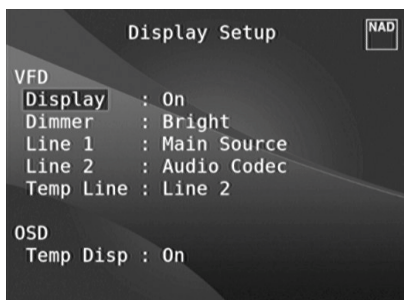 Display Setup
NAD
VFD
Display : On
Dimmer : Bright
Line 1 : Main Source
Line 2 : Audio Codec
Temp Line : Line 2
OSD
Temp Disp : On